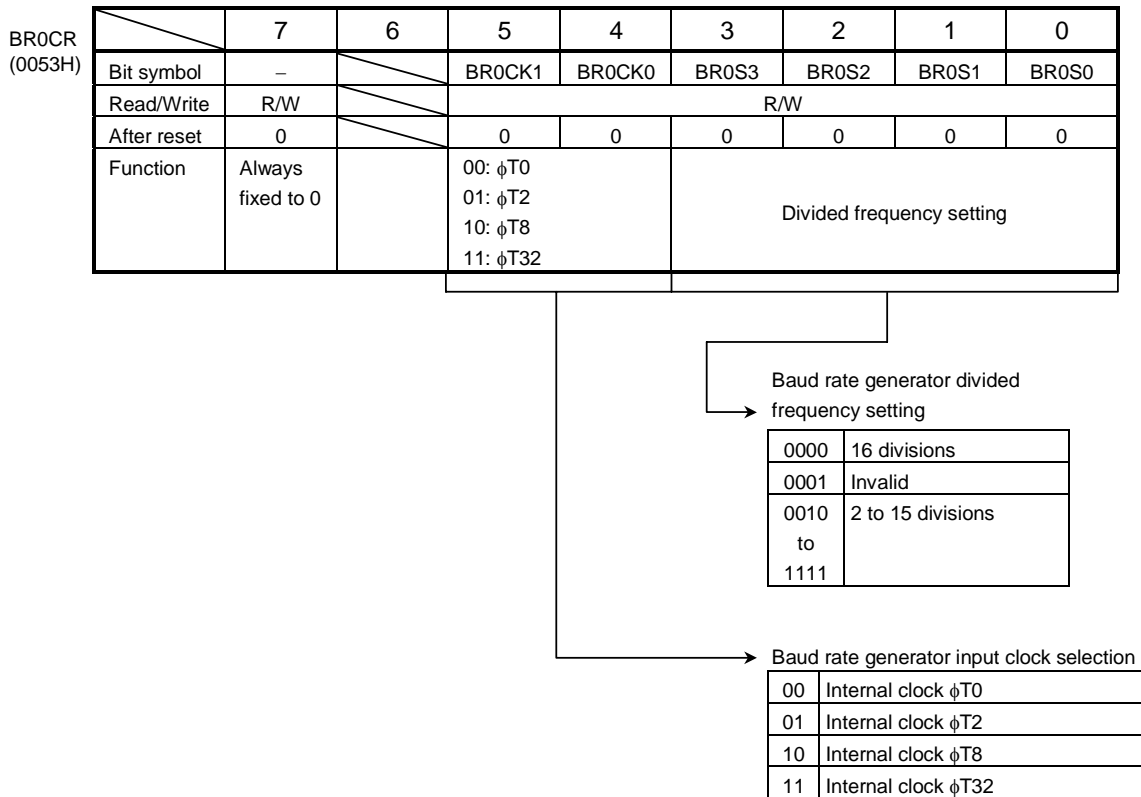 BR0CR
(0053H)
7 6 5 4 3 2 1 0
Bit symbol – BR0CK1 BR0CK0 BR0S3 BR0S2 BR0S1 BR0S0
Read/Write R/W R/W
After reset 0 0 0 0 0 0 0
Function Always 00: ϕT0
fixed to 0 01: ϕT2
Divided frequency setting
10: ϕT8
11: ϕT32
Baud rate generator divided
frequency setting
0000 16 divisions
0001 Invalid
0010 2 to 15 divisions
to
1111
Baud rate generator input clock selection
00 Internal clock ϕT0
01 Internal clock ϕT2
10 Internal clock ϕT8
11 Internal clock ϕT32